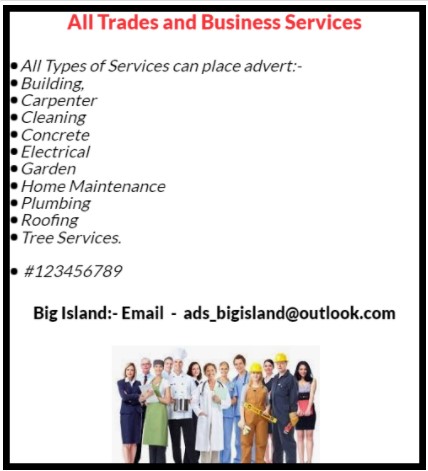 All Trades and Business Services
• All Types of Services can place advert:-
• Building,
• Carpenter
• Cleaning
• Concrete
• Electrical
• Garden
• Home Maintenance
• Plumbing
• Roofing
• Tree Services.
• #123456789
Big Island:- Email - ads_bigisland@outlook.com